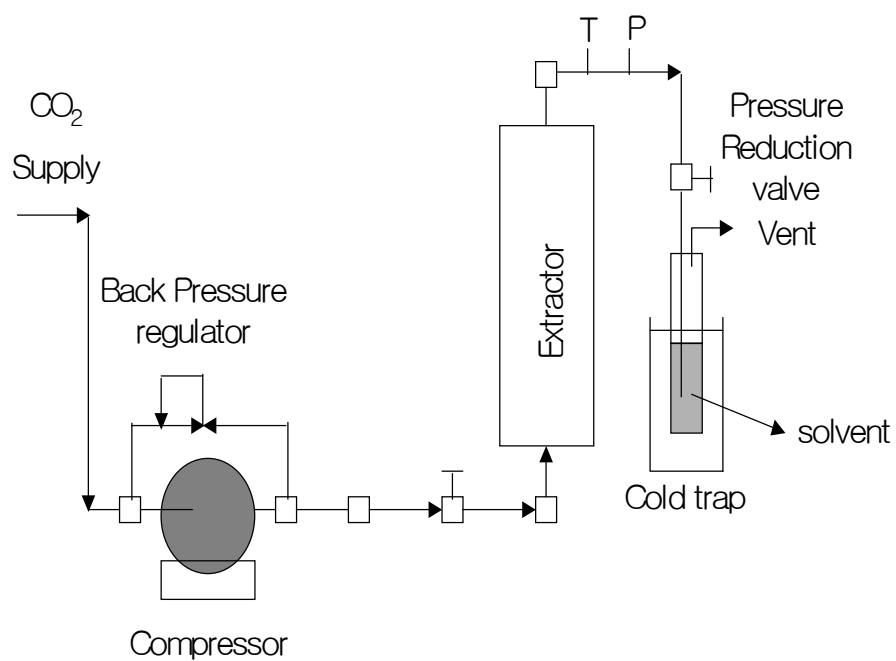 T P
CO₂
Supply
Pressure
Reduction
valve
Vent
Back Pressure
regulator
Extractor
solvent
Cold trap
Compressor